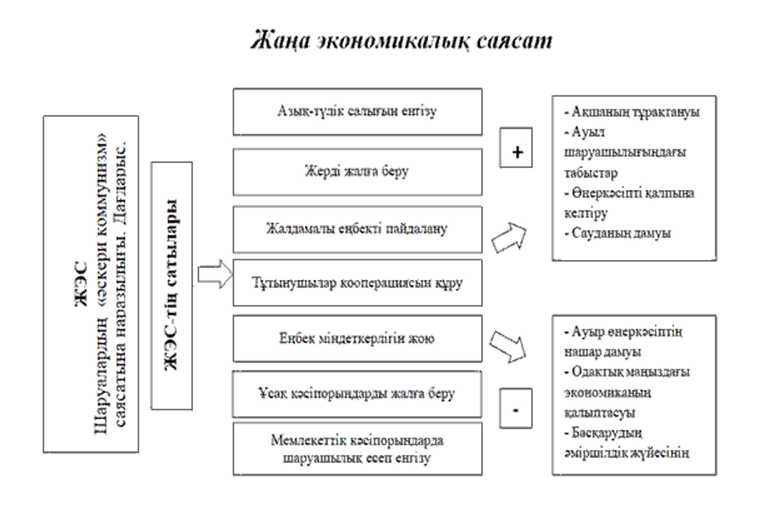 Жаңа экономикалық саясат
ЖЭС
Шаруалардың «әскери коммунизм»
саясатына наразылығы. Дағдарыс.
ЖЭС-тің сатылары
Азық-түлік салығын енгізу
Жерді жалға беру
Жалдамалы еңбекті пайдалану
Тұтынушылар кооперациясын құру
Еңбек міндеткерлігін жою
Ұсақ кәсіпорындарды жалға беру
Мемлекеттік кәсіпорындарда
шаруашылық есеп енгізу
+
- Ақшаның тұрақтануы
- Ауыл
шаруашылығындағы
табыстар
- Өнеркәсіпті қалпына
келтіру
- Сауданың дамуы
-
- Ауыр өнеркәсіптің
нашар дамуы
- Одақтық маңыздағы
экономиканың
қалыптасуы
- Басқарудың
әміршілдік жүйесінің